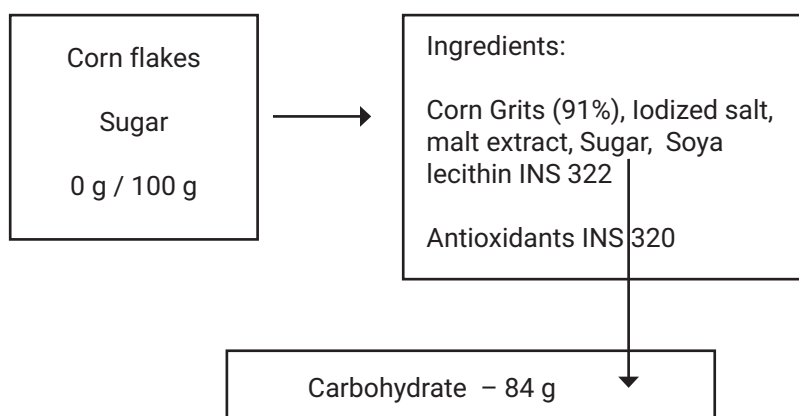 Corn flakes
Sugar
0 g / 100 g
Ingredients:
Corn Grits (91%), Iodized salt,
malt extract, Sugar, Soya
lecithin INS 322
Antioxidants INS 320
Carbohydrate – 84 g